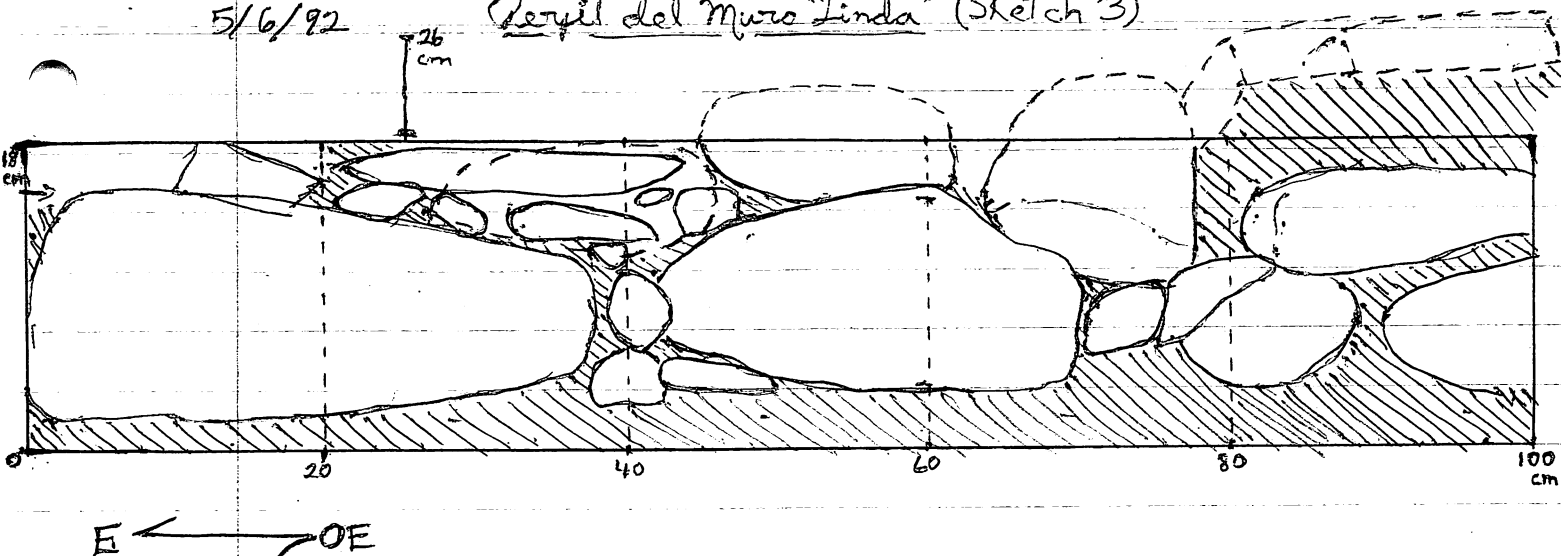 5/6/92 Perfil del Muro "Linda" (Sketch 3)
26
cm
18
cm
0 20 40 60 80 100
cm
E OE